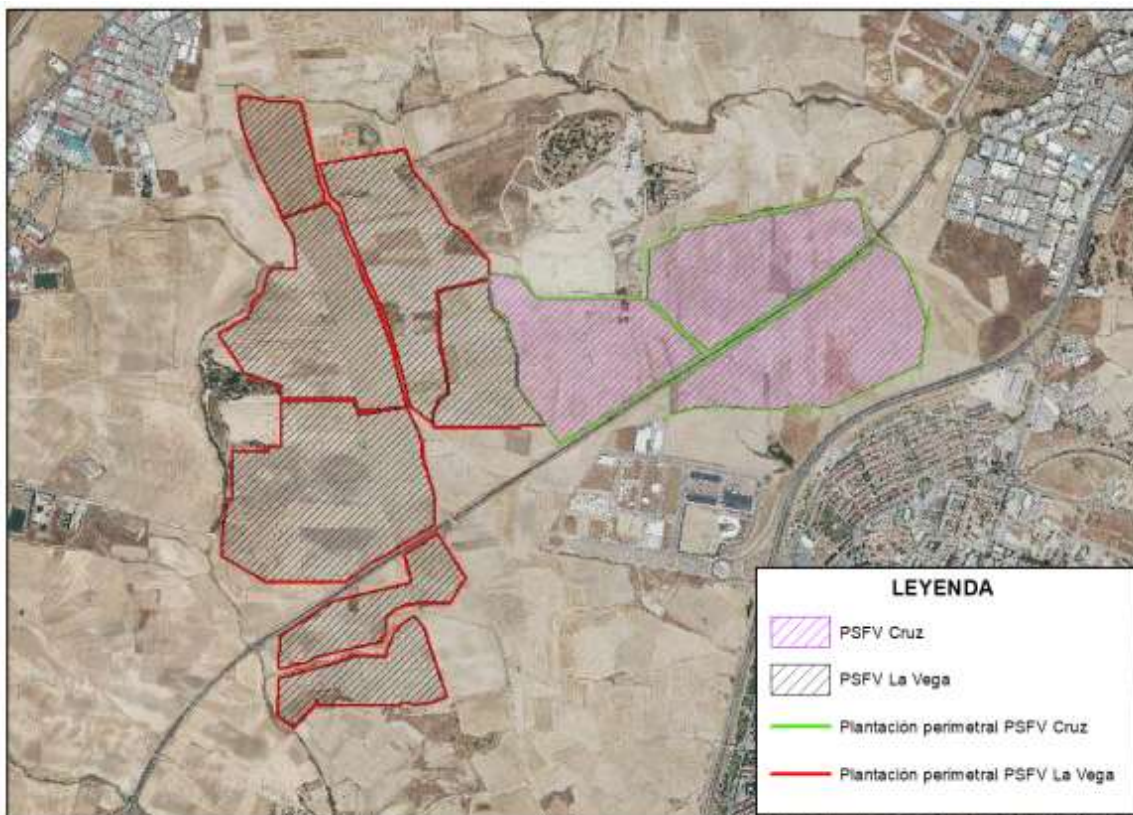 LEYENDA
PSFV Cruz
PSFV La Vega
Plantación perimetral PSFV Cruz
Plantación perimetral PSFV La Vega